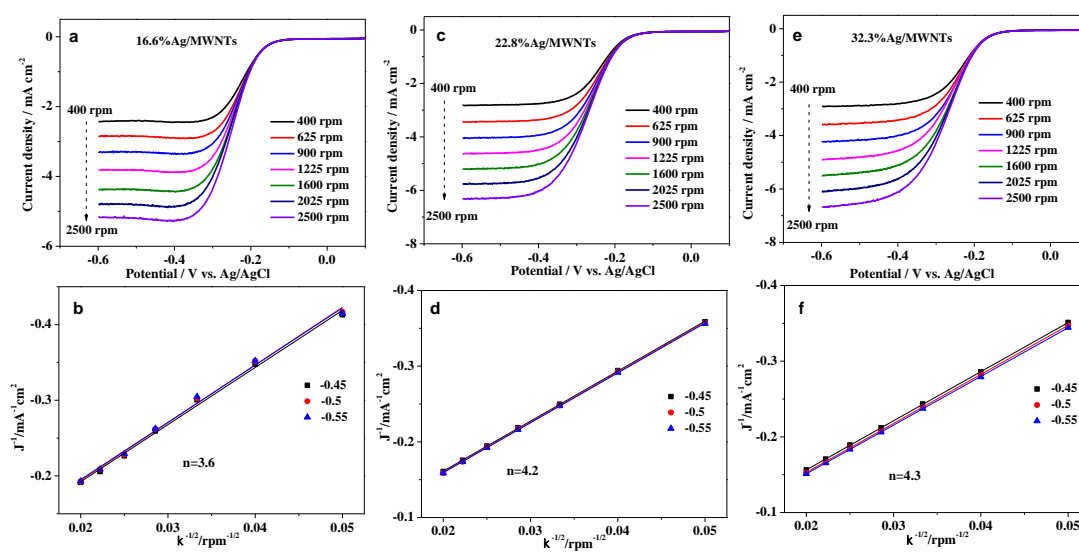 a
16.6%Ag/MWNTs
400 rpm
2500 rpm
400 rpm
625 rpm
900 rpm
1225 rpm
1600 rpm
2025 rpm
2500 rpm
0
-2
-4
-6
-0.6
-0.4
-0.2
0.0
Current density / mA cm-2
Potential / V vs. Ag/AgCl
c
22.8%Ag/MWNTs
400 rpm
2500 rpm
400 rpm
625 rpm
900 rpm
1225 rpm
1600 rpm
2025 rpm
2500 rpm
0
-2
-4
-6
-8
-0.6
-0.4
-0.2
0.0
Current density / mA cm-2
Potential / V vs. Ag/AgCl
e
32.3%Ag/MWNTs
400 rpm
2500 rpm
400 rpm
625 rpm
900 rpm
1225 rpm
1600 rpm
2025 rpm
2500 rpm
0
-2
-4
-6
-8
-0.6
-0.4
-0.2
0.0
Current density / mA cm-2
Potential / V vs. Ag/AgCl
b
-0.4
-0.3
-0.2
-0.45
-0.5
-0.55
n=3.6
0.02
0.03
0.04
0.05
J-1/mA-1cm2
k-1/2/rpm-1/2
d
-0.4
-0.3
-0.2
-0.1
-0.45
-0.5
-0.55
n=4.2
0.02
0.03
0.04
0.05
J-1/mA-1cm2
k-1/2/rpm-1/2
f
-0.4
-0.3
-0.2
-0.1
-0.45
-0.5
-0.55
n=4.3
0.02
0.03
0.04
0.05
J-1/mA-1cm2
k-1/2/rpm-1/2